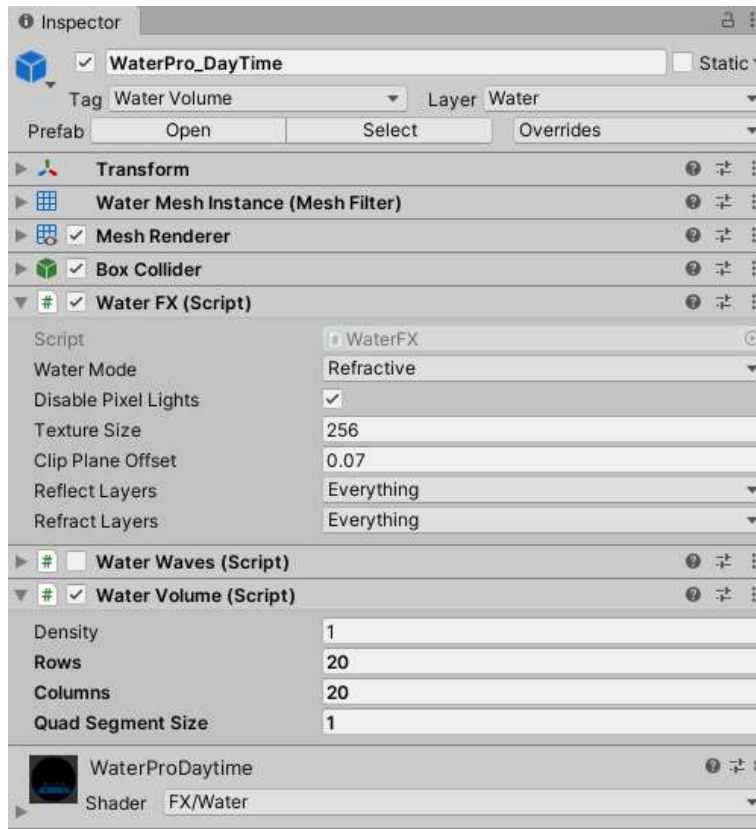 Inspector
WaterPro_DayTime Static
Tag Water Volume Layer Water
Prefab Open Select Overrides
Transform
Water Mesh Instance (Mesh Filter)
Mesh Renderer
Box Collider
# Water FX (Script)
Script # WaterFX
Water Mode Refractive
Disable Pixel Lights
Texture Size 256
Clip Plane Offset 0.07
Reflect Layers Everything
Refract Layers Everything
# Water Waves (Script)
# Water Volume (Script)
Density 1
Rows 20
Columns 20
Quad Segment Size 1
WaterProDaytime
Shader FX/Water